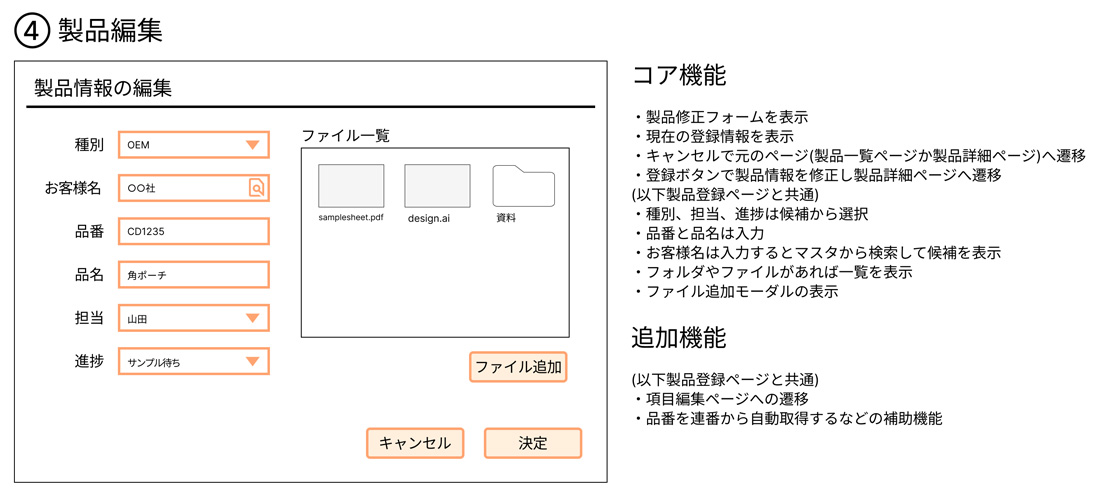 ④ 製品編集
製品情報の編集
種別 OEM
お客様名 〇〇社
品番 CD1235
品名 角ポーチ
担当 山田
進捗 サンプル待ち
ファイル一覧
samplesheet.pdf design.ai 資料
ファイル追加
キャンセル 決定
コア機能
・製品修正フォームを表示
・現在の登録情報を表示
・キャンセルで元のページ(製品一覧ページか製品詳細ページ)へ遷移
・登録ボタンで製品情報を修正し製品詳細ページへ遷移
(以下製品登録ページと共通)
・種別、担当、進捗は候補から選択
・品番と品名は入力
・お客様名は入力するとマスタから検索して候補を表示
・フォルダやファイルがあれば一覧を表示
・ファイル追加モーダルの表示
追加機能
(以下製品登録ページと共通)
・項目編集ページへの遷移
・品番を連番から自動取得するなどの補助機能